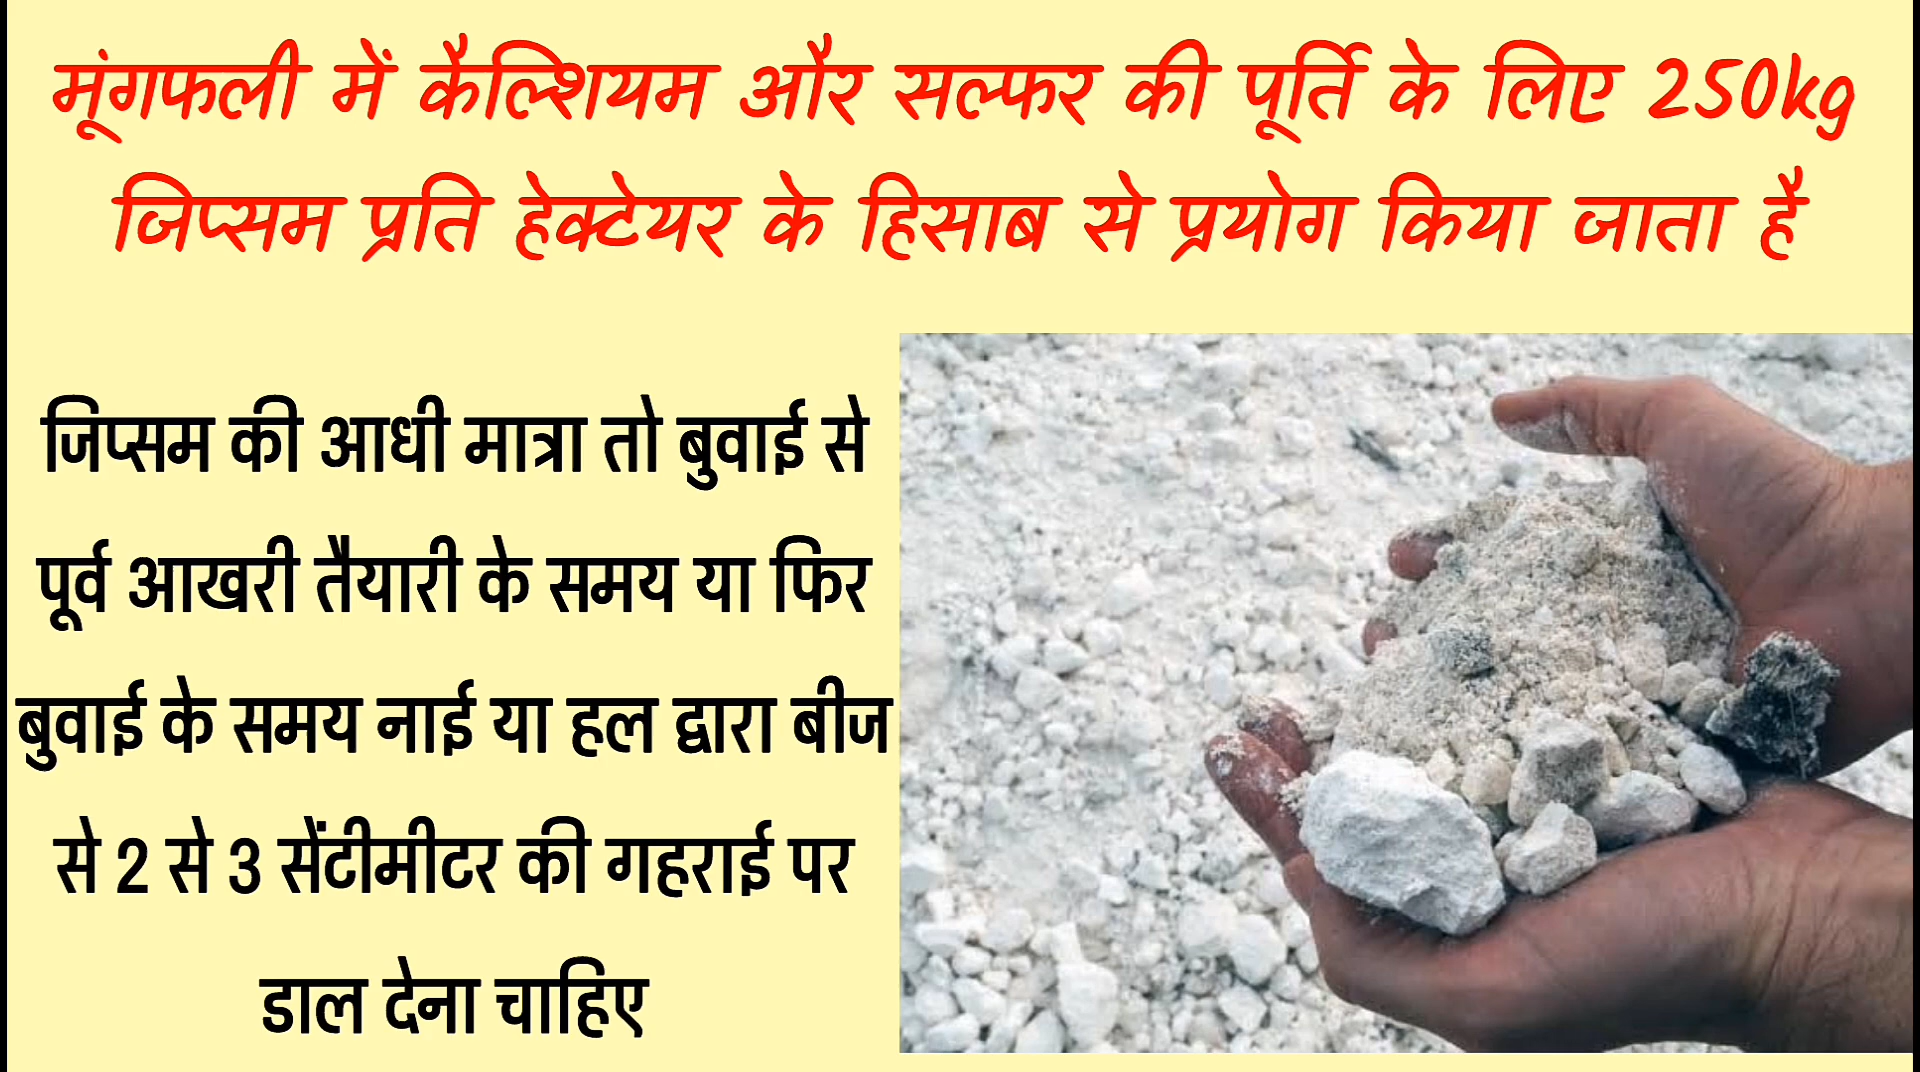 मूंगफली में कैल्शियम और सल्फर की पूर्ति के लिए 250kg
जिप्सम प्रति हेक्टेयर के हिसाब से प्रयोग किया जाता है
जिप्सम की आधी मात्रा तो बुवाई से
पूर्व आखरी तैयारी के समय या फिर
बुवाई के समय नाई या हल द्वारा बीज
से 2 से 3 सेंटीमीटर की गहराई पर
डाल देना चाहिए